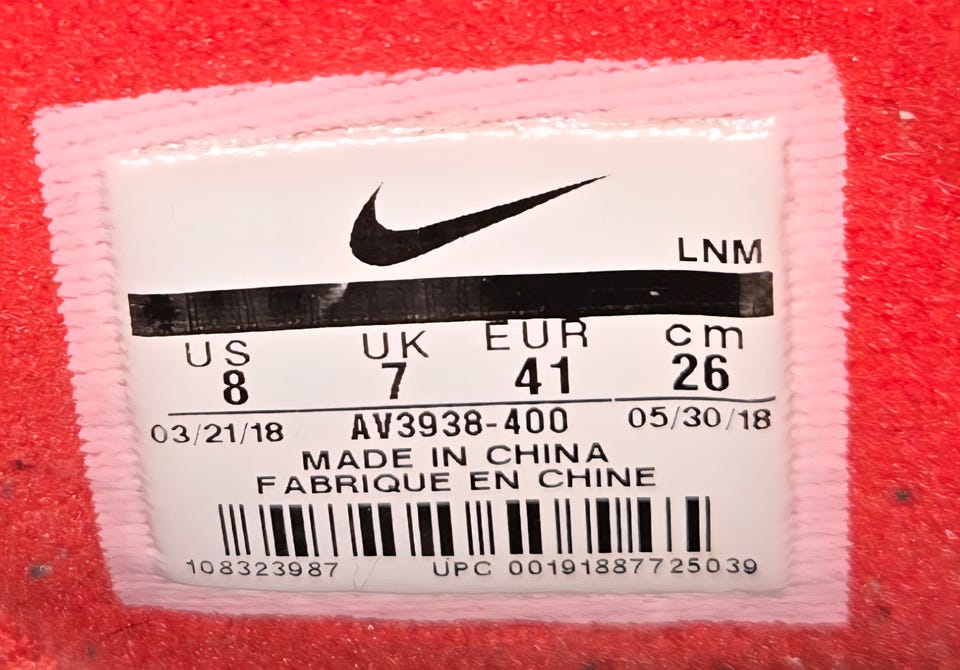 LNM
US UK EUR cm
8 7 41 26
03/21/18 AV3938-400 05/30/18
MADE IN CHINA
FABRIQUE EN CHINE
108323987 UPC 00191887725039